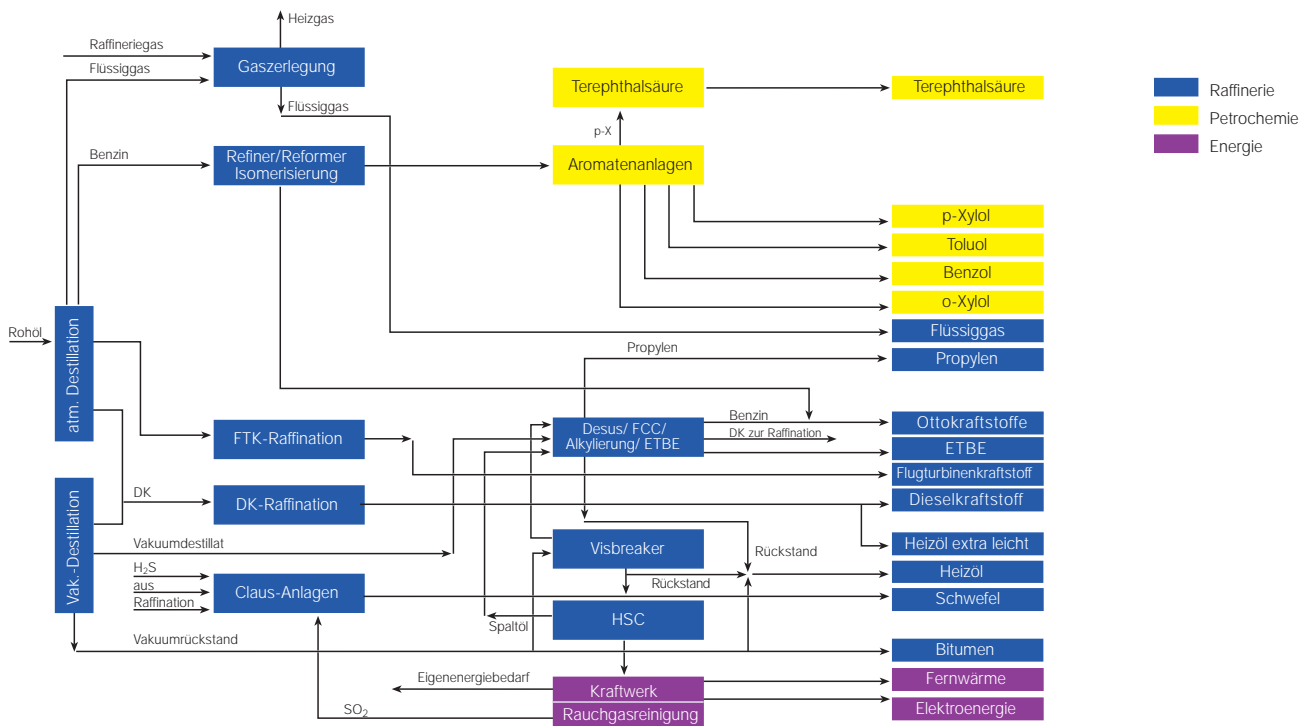 Heizgas
Raffineriegas
Flüssiggas
Gaszerlegung
Flüssiggas
Terephthalsäure
Terephthalsäure
Raffinerie
Petrochemie
Energie
p-X
Benzin
Refiner/Reformer
Isomerisierung
Aromatenanlagen
p-Xylol
Toluol
Benzol
o-Xylol
Flüssiggas
Propylen
Propylen
Rohöl
atm. Destillation
FTK-Raffination
Desus/ FCC/
Alkylierung/ ETBE
Benzin
DK zur Raffination
Ottokraftstoffe
ETBE
Flugturbinenkraftstoff
Dieselkraftstoff
Vak.-Destillation
DK
DK-Raffination
Vakuumdestillat
Visbreaker
Rückstand
Rückstand
Heizöl extra leicht
Heizöl
Schwefel
H₂S
aus
Raffination
Claus-Anlagen
HSC
Spaltöl
Vakuumrückstand
Bitumen
Eigenenergiebedarf
Kraftwerk
Rauchgasreinigung
SO₂
Fernwärme
Elektroenergie